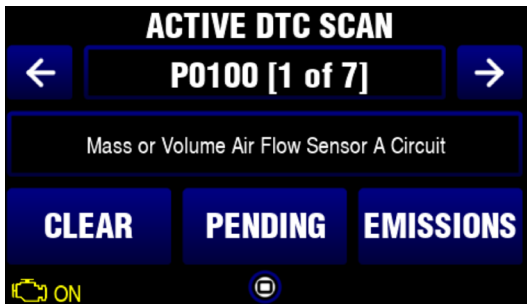 ACTIVE DTC SCAN
P0100 [1 of 7]
Mass or Volume Air Flow Sensor A Circuit
CLEAR PENDING EMISSIONS
ON